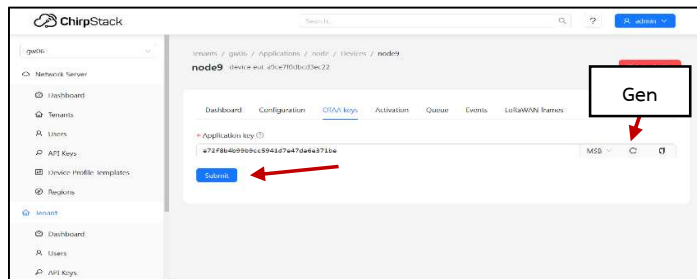 ChirpStack
Search...
?
admin
gw06
Network Server
Dashboard
Tenants
Users
API Keys
Device Profile Templates
Regions
Tenant
Dashboard
Users
API Keys
Tenants / gw06 / Applications / node / Devices / node9
node9 device eui: a5ce7f0dbcd3ec22
Gen
Dashboard Configuration OTAA keys Activation Queue Events LoRaWAN frames
* Application key
e72f8b4b99b9cc5941d7e47da6e371be
MSB
Submit